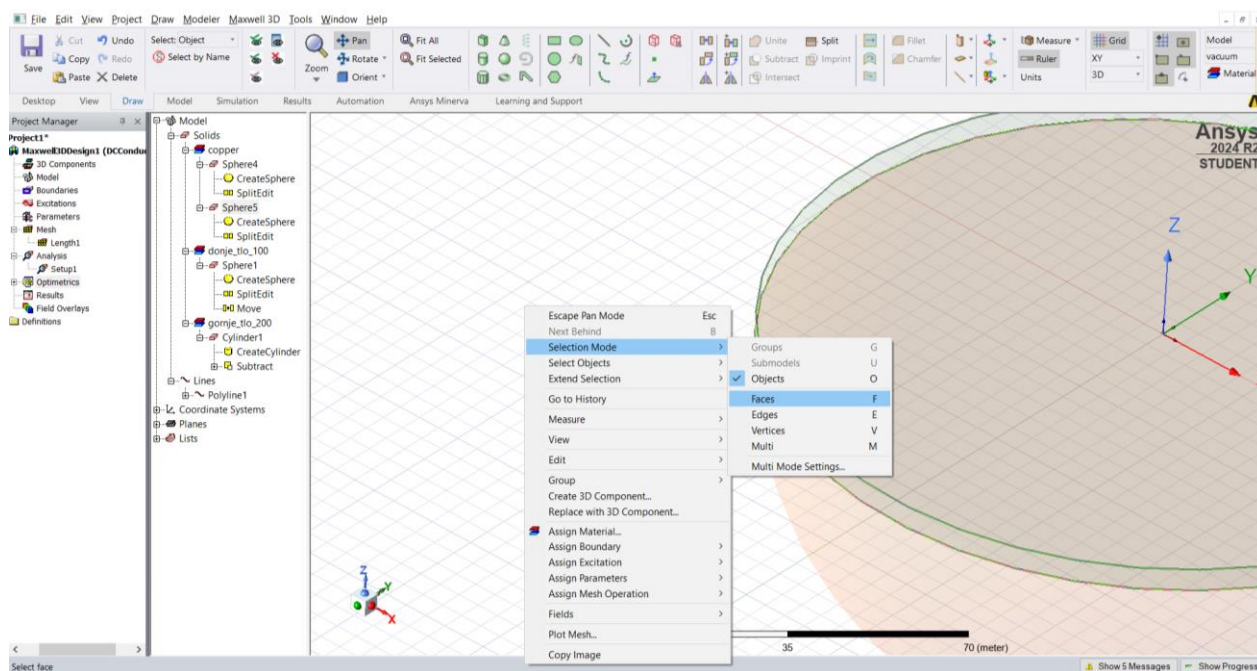 File Edit View Project Draw Modeler Maxwell 3D Tools Window Help
Save
Cut
Copy
Paste
Undo
Redo
Delete
Select: Object
Select by Name
Zoom
Pan
Rotate
Orient
Fit All
Fit Selected
Unite
Subtract
Intersect
Split
Imprint
Fillet
Chamfer
Measure
Ruler
Units
Grid
XY
3D
Model
vacuum
Material
Desktop View Draw Model Simulation Results Automation Ansys Minerva Learning and Support
Project Manager
Project1*
Maxwell3DDesign1 (DCCondu
3D Components
Model
Boundaries
Excitations
Parameters
Mesh
Length1
Analysis
Setup1
Optimetrics
Results
Field Overlays
Definitions
Model
Solids
copper
Sphere4
CreateSphere
SplitEdit
Sphere5
CreateSphere
SplitEdit
donje_tlo_100
Sphere1
CreateSphere
SplitEdit
Move
gornje_tlo_200
Cylinder1
CreateCylinder
Subtract
Lines
Polyline1
Coordinate Systems
Planes
Lists
Ansys
2024 R2
STUDENT
Z
Y
X
Escape Pan Mode Esc
Next Behind B
Selection Mode
Select Objects
Extend Selection
Go to History
Measure
View
Edit
Group
Create 3D Component...
Replace with 3D Component...
Assign Material...
Assign Boundary
Assign Excitation
Assign Parameters
Assign Mesh Operation
Fields
Plot Mesh...
Copy Image
Groups G
Submodels U
Objects O
Faces F
Edges E
Vertices V
Multi M
Multi Mode Settings...
Z
Y
X
35
70 (meter)
Select face
Show 5 Messages
Show Progress